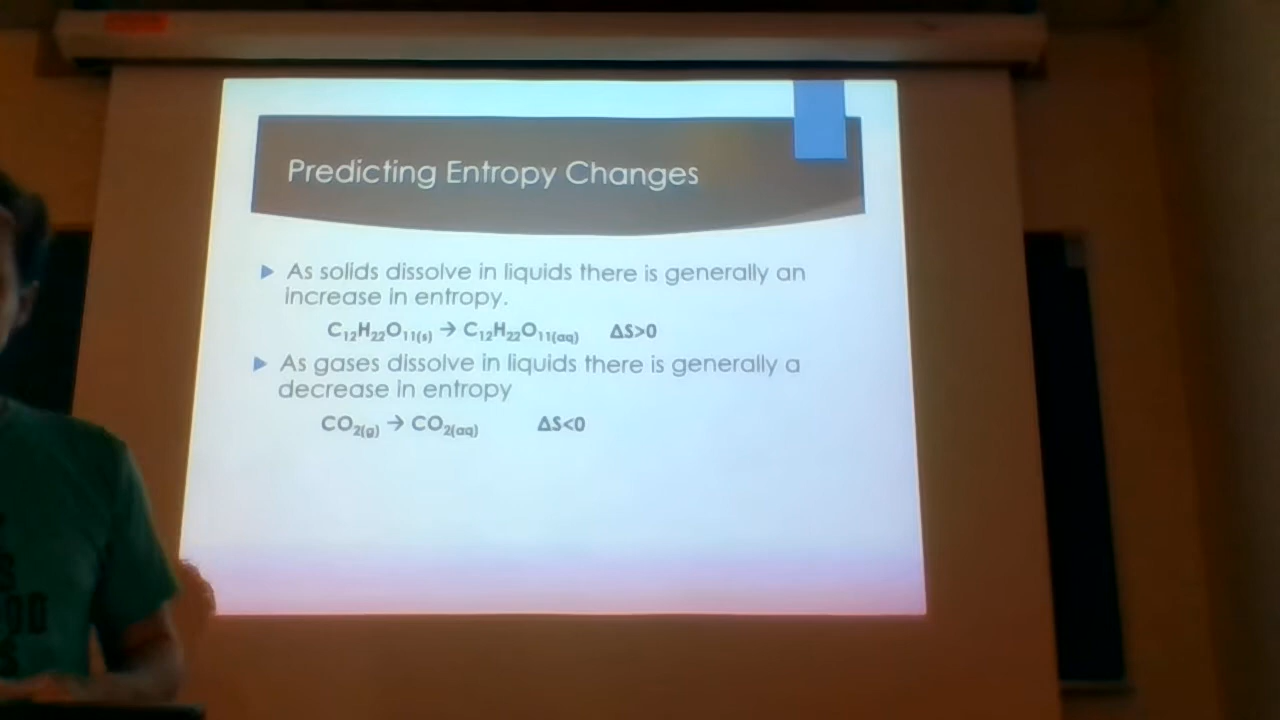 Predicting Entropy Changes
As solids dissolve in liquids there is generally an
increase in entropy.
C₁₂H₂₂O₁₁₍s₎ → C₁₂H₂₂O₁₁(aq) ΔS>0
As gases dissolve in liquids there is generally a
decrease in entropy
CO₂(g) → CO₂(aq) ΔS<0